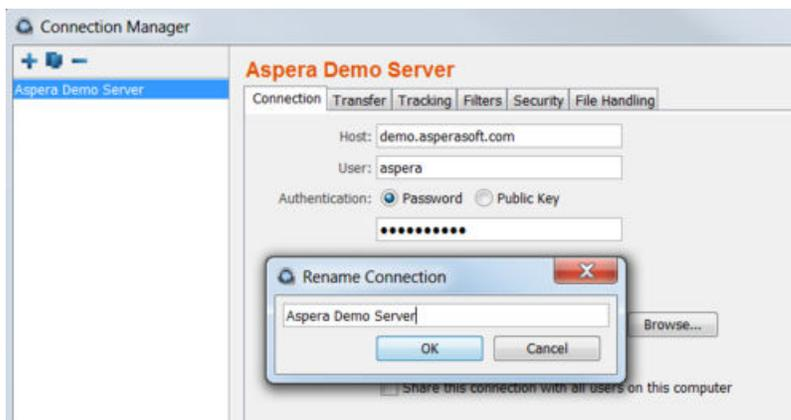 Connection Manager
Aspera Demo Server
Aspera Demo Server
Connection Transfer Tracking Filters Security File Handling
Host: demo.asperasoft.com
User: aspera
Authentication: Password Public Key
••••••••••
Rename Connection
Aspera Demo Server
Browse...
OK Cancel
Share this connection with all users on this computer